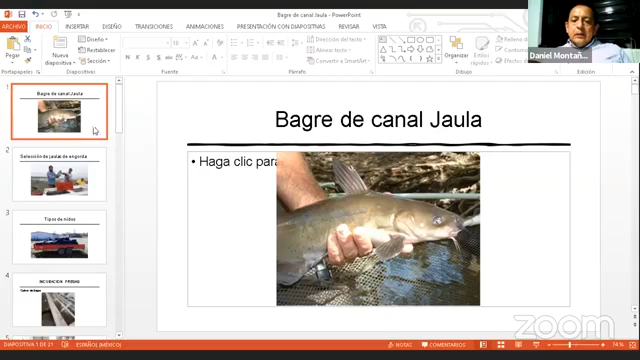 Bagre de canal Jaula - PowerPoint
ARCHIVO INICIO INSERTAR DISEÑO TRANSICIONES ANIMACIONES PRESENTACIÓN CON DIAPOSITIVAS REVISAR VISTA
Pegar
Nueva diapositiva
Diseño
Restablecer
Sección
Dirección del texto
Alinear texto
Convertir a SmartArt
Organizar
Estilos
Relleno de
Contorno
Efectos
Portapapeles
Diapositivas
Fuente
Párrafo
Dibujo
Edición
Daniel Montañ...
1
Bagre de canal Jaula
2
Selección de jaulas de engorda
3
Tipos de nidos
4
INCUBACION FRESAS
5
Bagre de canal Jaula
• Haga clic para
zoom
DIAPOSITIVA 1 DE 21 ESPAÑOL (MÉXICO) NOTAS COMENTARIOS 74 %